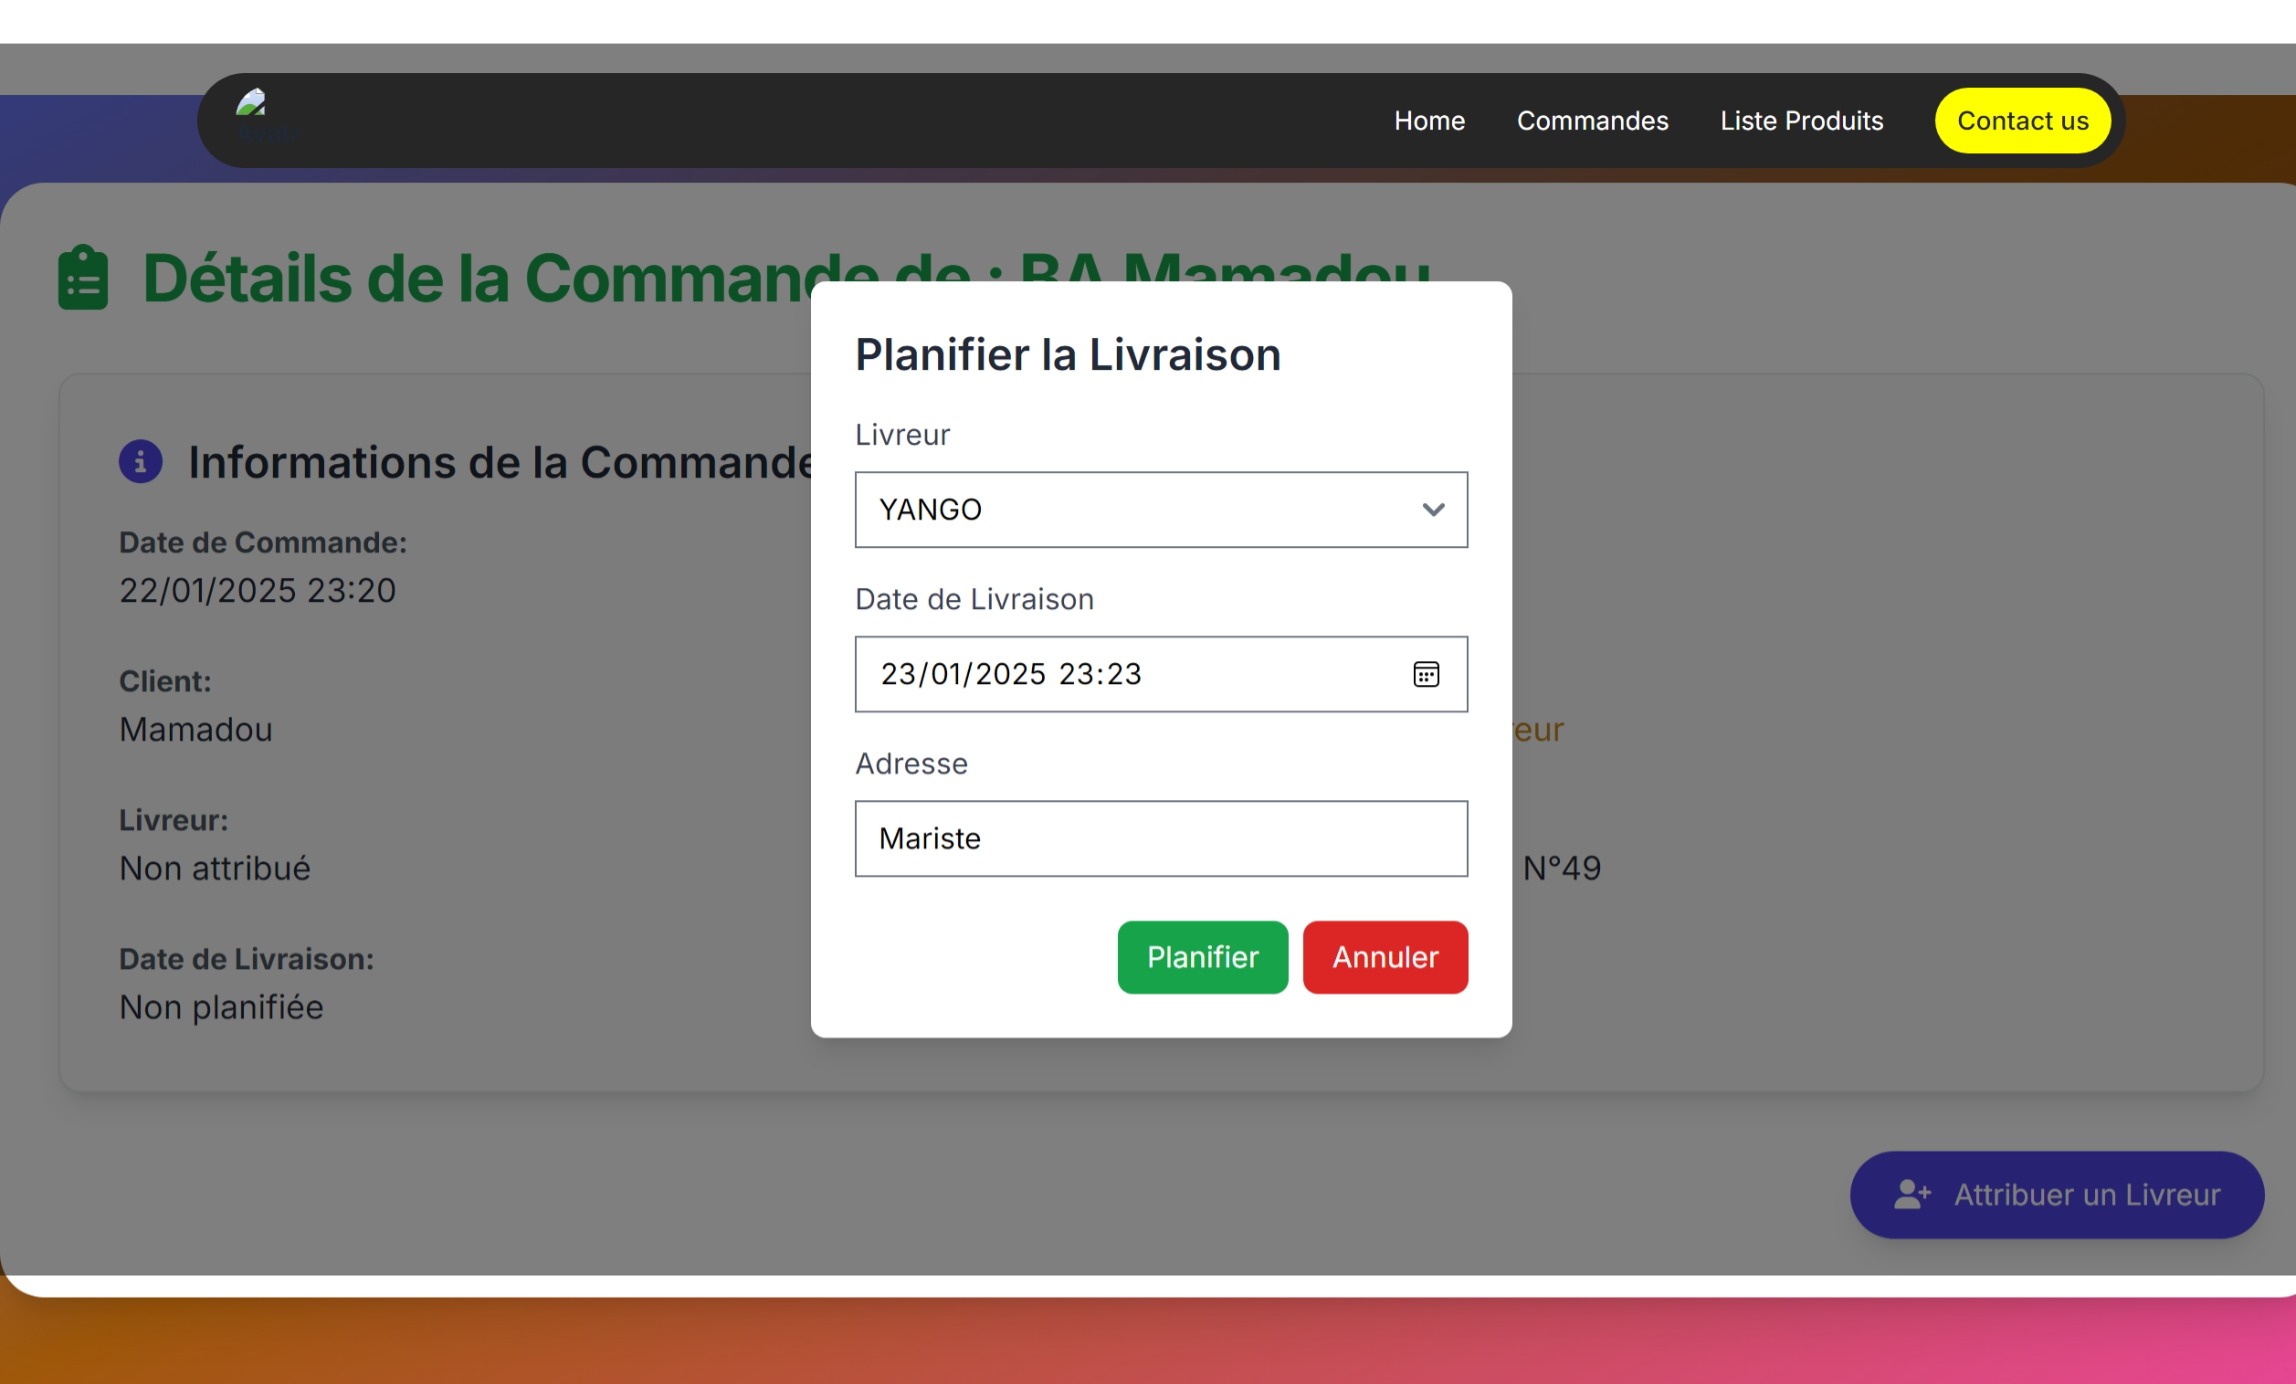 Home Commandes Liste Produits Contact us
Détails de la Commande de : BA Mamadou
Planifier la Livraison
Livreur
YANGO
Date de Livraison
23/01/2025 23:23
Adresse
Mariste
Planifier Annuler
Informations de la Commande
Date de Commande:
22/01/2025 23:20
Client:
Mamadou
Livreur:
Non attribué
N°49
Date de Livraison:
Non planifiée
Attribuer un Livreur